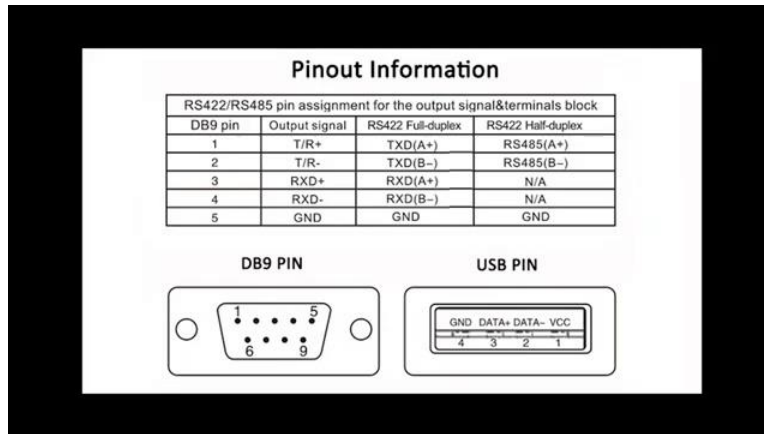 Pinout Information
RS422/RS485 pin assignment for the output signal&terminals block
DB9 pin Output signal RS422 Full-duplex RS422 Half-duplex
1 T/R+ TXD(A+) RS485(A+)
2 T/R- TXD(B−) RS485(B−)
3 RXD+ RXD(A+) N/A
4 RXD- RXD(B−) N/A
5 GND GND GND
DB9 PIN USB PIN
1 5
6 9
GND DATA+ DATA− VCC
4 3 2 1